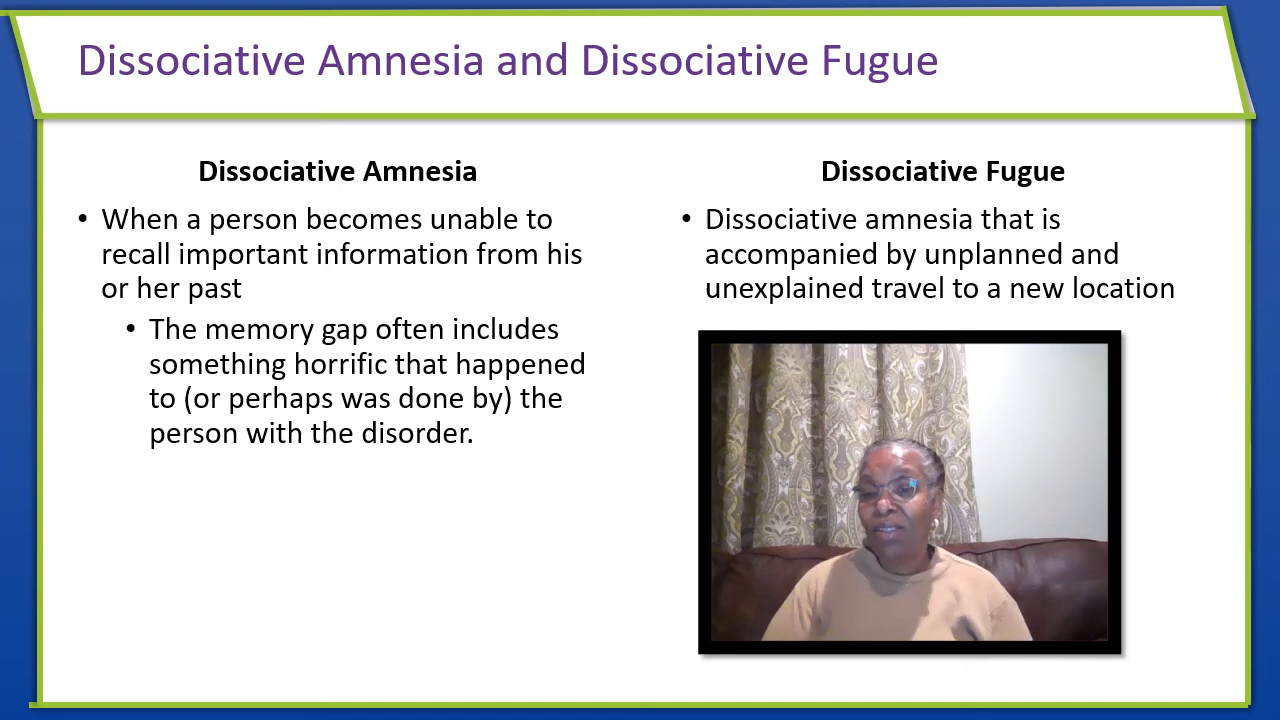 Dissociative Amnesia and Dissociative Fugue
Dissociative Amnesia
• When a person becomes unable to
recall important information from his
or her past
• The memory gap often includes
something horrific that happened
to (or perhaps was done by) the
person with the disorder.
Dissociative Fugue
• Dissociative amnesia that is
accompanied by unplanned and
unexplained travel to a new location